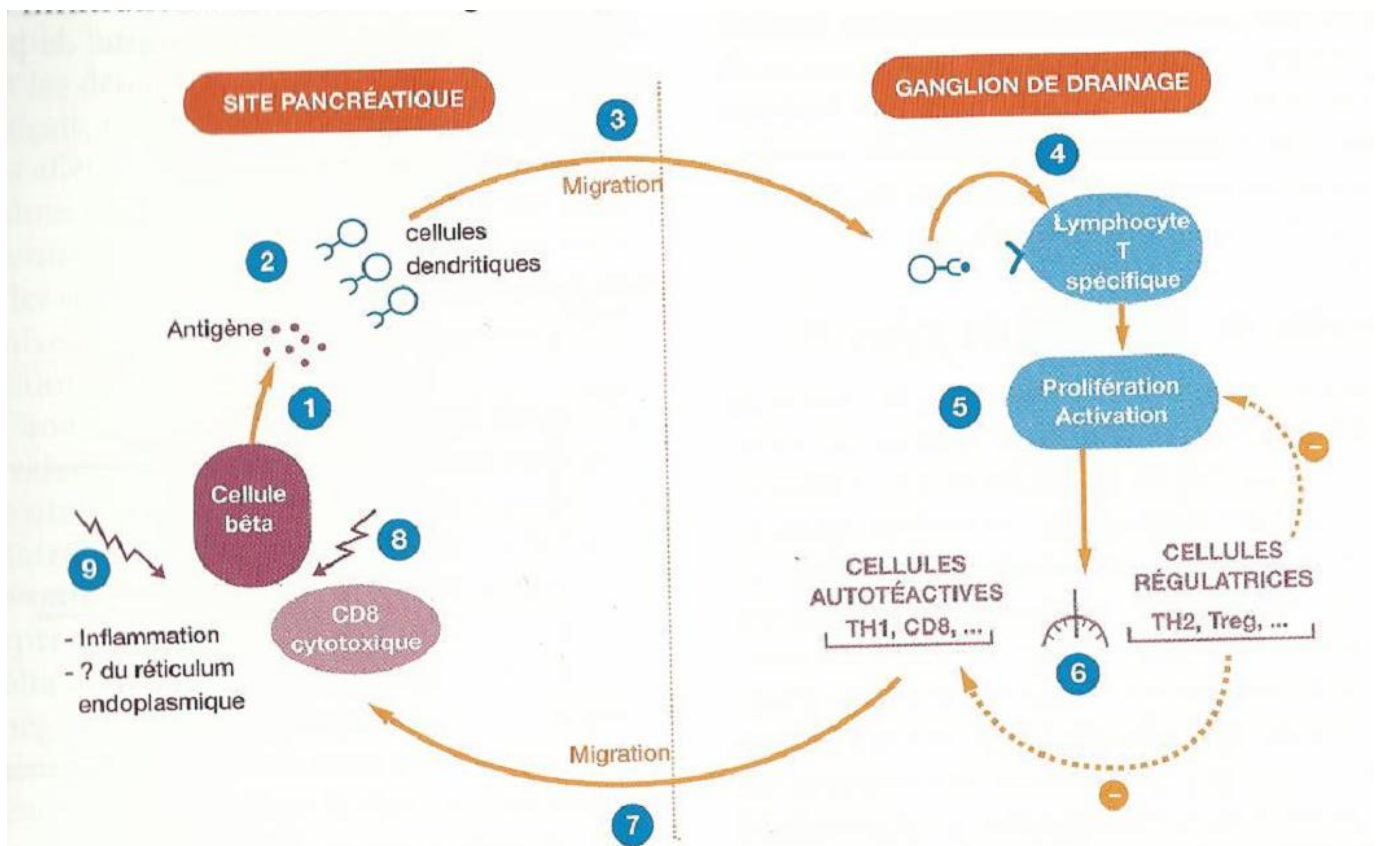 SITE PANCRÉATIQUE
GANGLION DE DRAINAGE
3
Migration
4
Lymphocyte
T
spécifique
2
cellules
dendritiques
Antigène
1
5
Prolifération
Activation
Cellule
bêta
9
8
CD8
cytotoxique
- Inflammation
- ? du réticulum
endoplasmique
CELLULES
AUTOTÉACTIVES
TH1, CD8, ...
6
CELLULES
RÉGULATRICES
TH2, Treg, ...
Migration
7